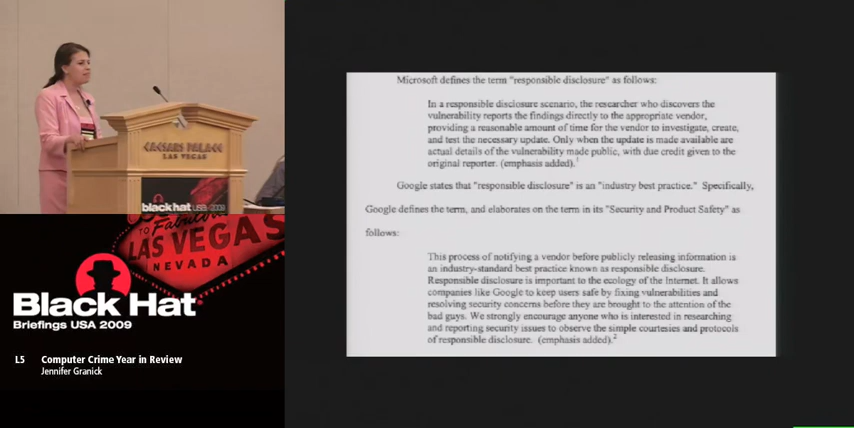 CAESARS PALACE
LAS VEGAS
black hat USA 2009
TO Fabulous
LAS VEGAS
NEVADA
Black Hat
Briefings USA 2009
L5 Computer Crime Year in Review
Jennifer Granick
Microsoft defines the term "responsible disclosure" as follows:
In a responsible disclosure scenario, the researcher who discovers the
vulnerability reports the findings directly to the appropriate vendor,
providing a reasonable amount of time for the vendor to investigate, create,
and test the necessary update. Only when the update is made available are
actual details of the vulnerability made public, with due credit given to the
original reporter. (emphasis added).1
Google states that "responsible disclosure" is an "industry best practice." Specifically,
Google defines the term, and elaborates on the term in its "Security and Product Safety" as
follows:
This process of notifying a vendor before publicly releasing information is
an industry-standard best practice known as responsible disclosure.
Responsible disclosure is important to the ecology of the Internet. It allows
companies like Google to keep users safe by fixing vulnerabilities and
resolving security concerns before they are brought to the attention of the
bad guys. We strongly encourage anyone who is interested in researching
and reporting security issues to observe the simple courtesies and protocols
of responsible disclosure. (emphasis added).2